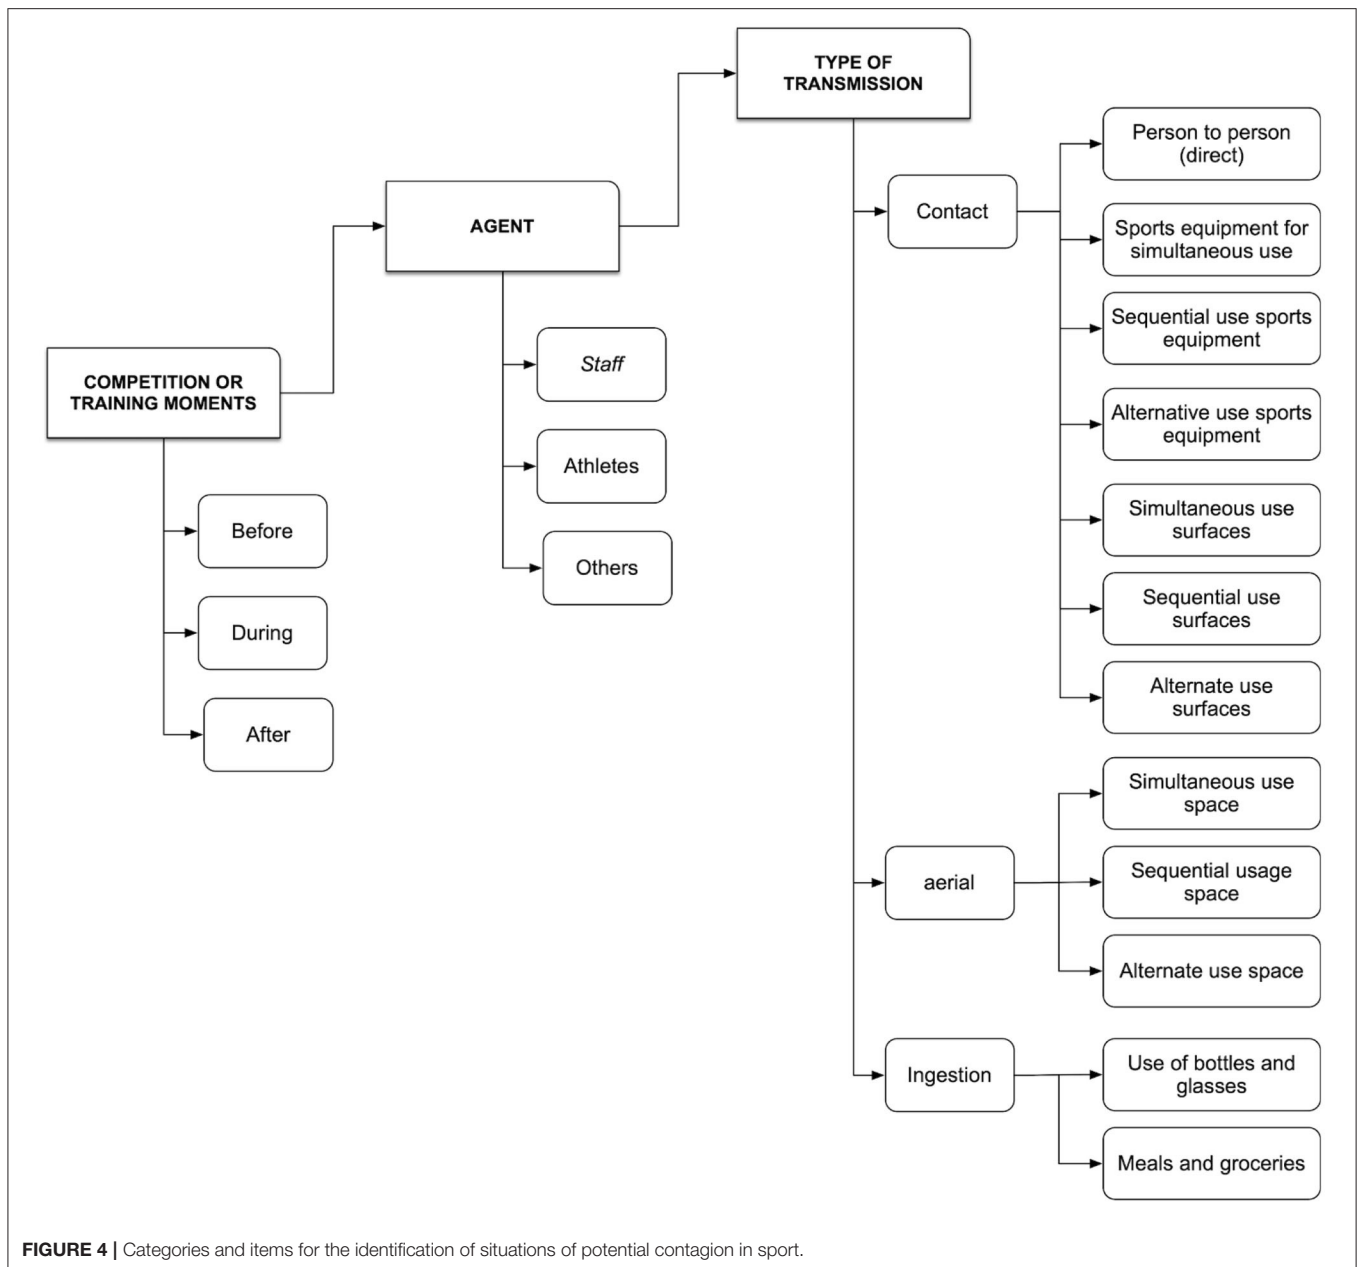 TYPE OF
TRANSMISSION
Person to person
(direct)
Contact
Sports equipment for
simultaneous use
AGENT
Sequential use sports
equipment
Staff
COMPETITION OR
TRAINING MOMENTS
Alternative use sports
equipment
Athletes
Before
Simultaneous use
surfaces
Others
During
Sequential use
surfaces
After
Alternate use
surfaces
Simultaneous use
space
aerial
Sequential usage
space
Alternate use space
Ingestion
Use of bottles and
glasses
Meals and groceries
FIGURE 4 | Categories and items for the identification of situations of potential contagion in sport.